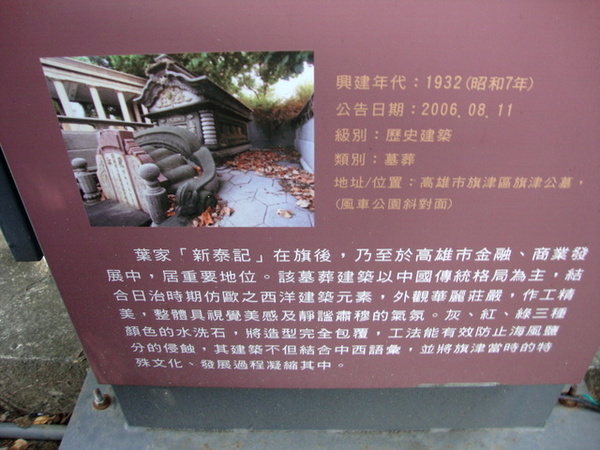 興建年代：1932(昭和7年)
公告日期：2006.08.11
級別：歷史建築
類別：墓葬
地址/位置：高雄市旗津區旗津公墓，
(風車公園斜對面)
葉家「新泰記」在旗後，乃至於高雄市金融、商業發
展中，居重要地位。該墓葬建築以中國傳統格局為主，結
合日治時期仿歐之西洋建築元素，外觀華麗莊嚴，作工精
美，整體具視覺美感及靜謐肅穆的氣氛。灰、紅、綠三種
顏色的水洗石，將造型完全包覆，工法能有效防止海風鹽
分的侵蝕，其建築不但結合中西語彙，並將旗津當時的特
殊文化、發展過程凝縮其中。